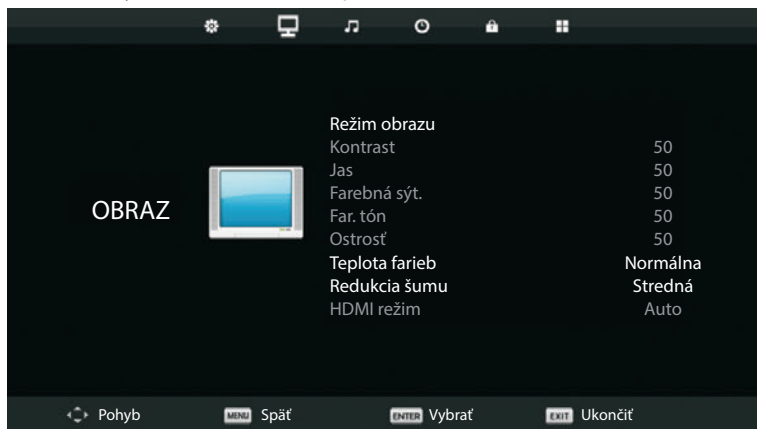 Režim obrazu
Kontrast 50
Jas 50
Farebná sýt. 50
OBRAZ
Far. tón 50
Ostrosť 50
Teplota farieb Normálna
Redukcia šumu Stredná
HDMI režim Auto
Pohyb MENU Späť ENTER Vybrať EXIT Ukončiť